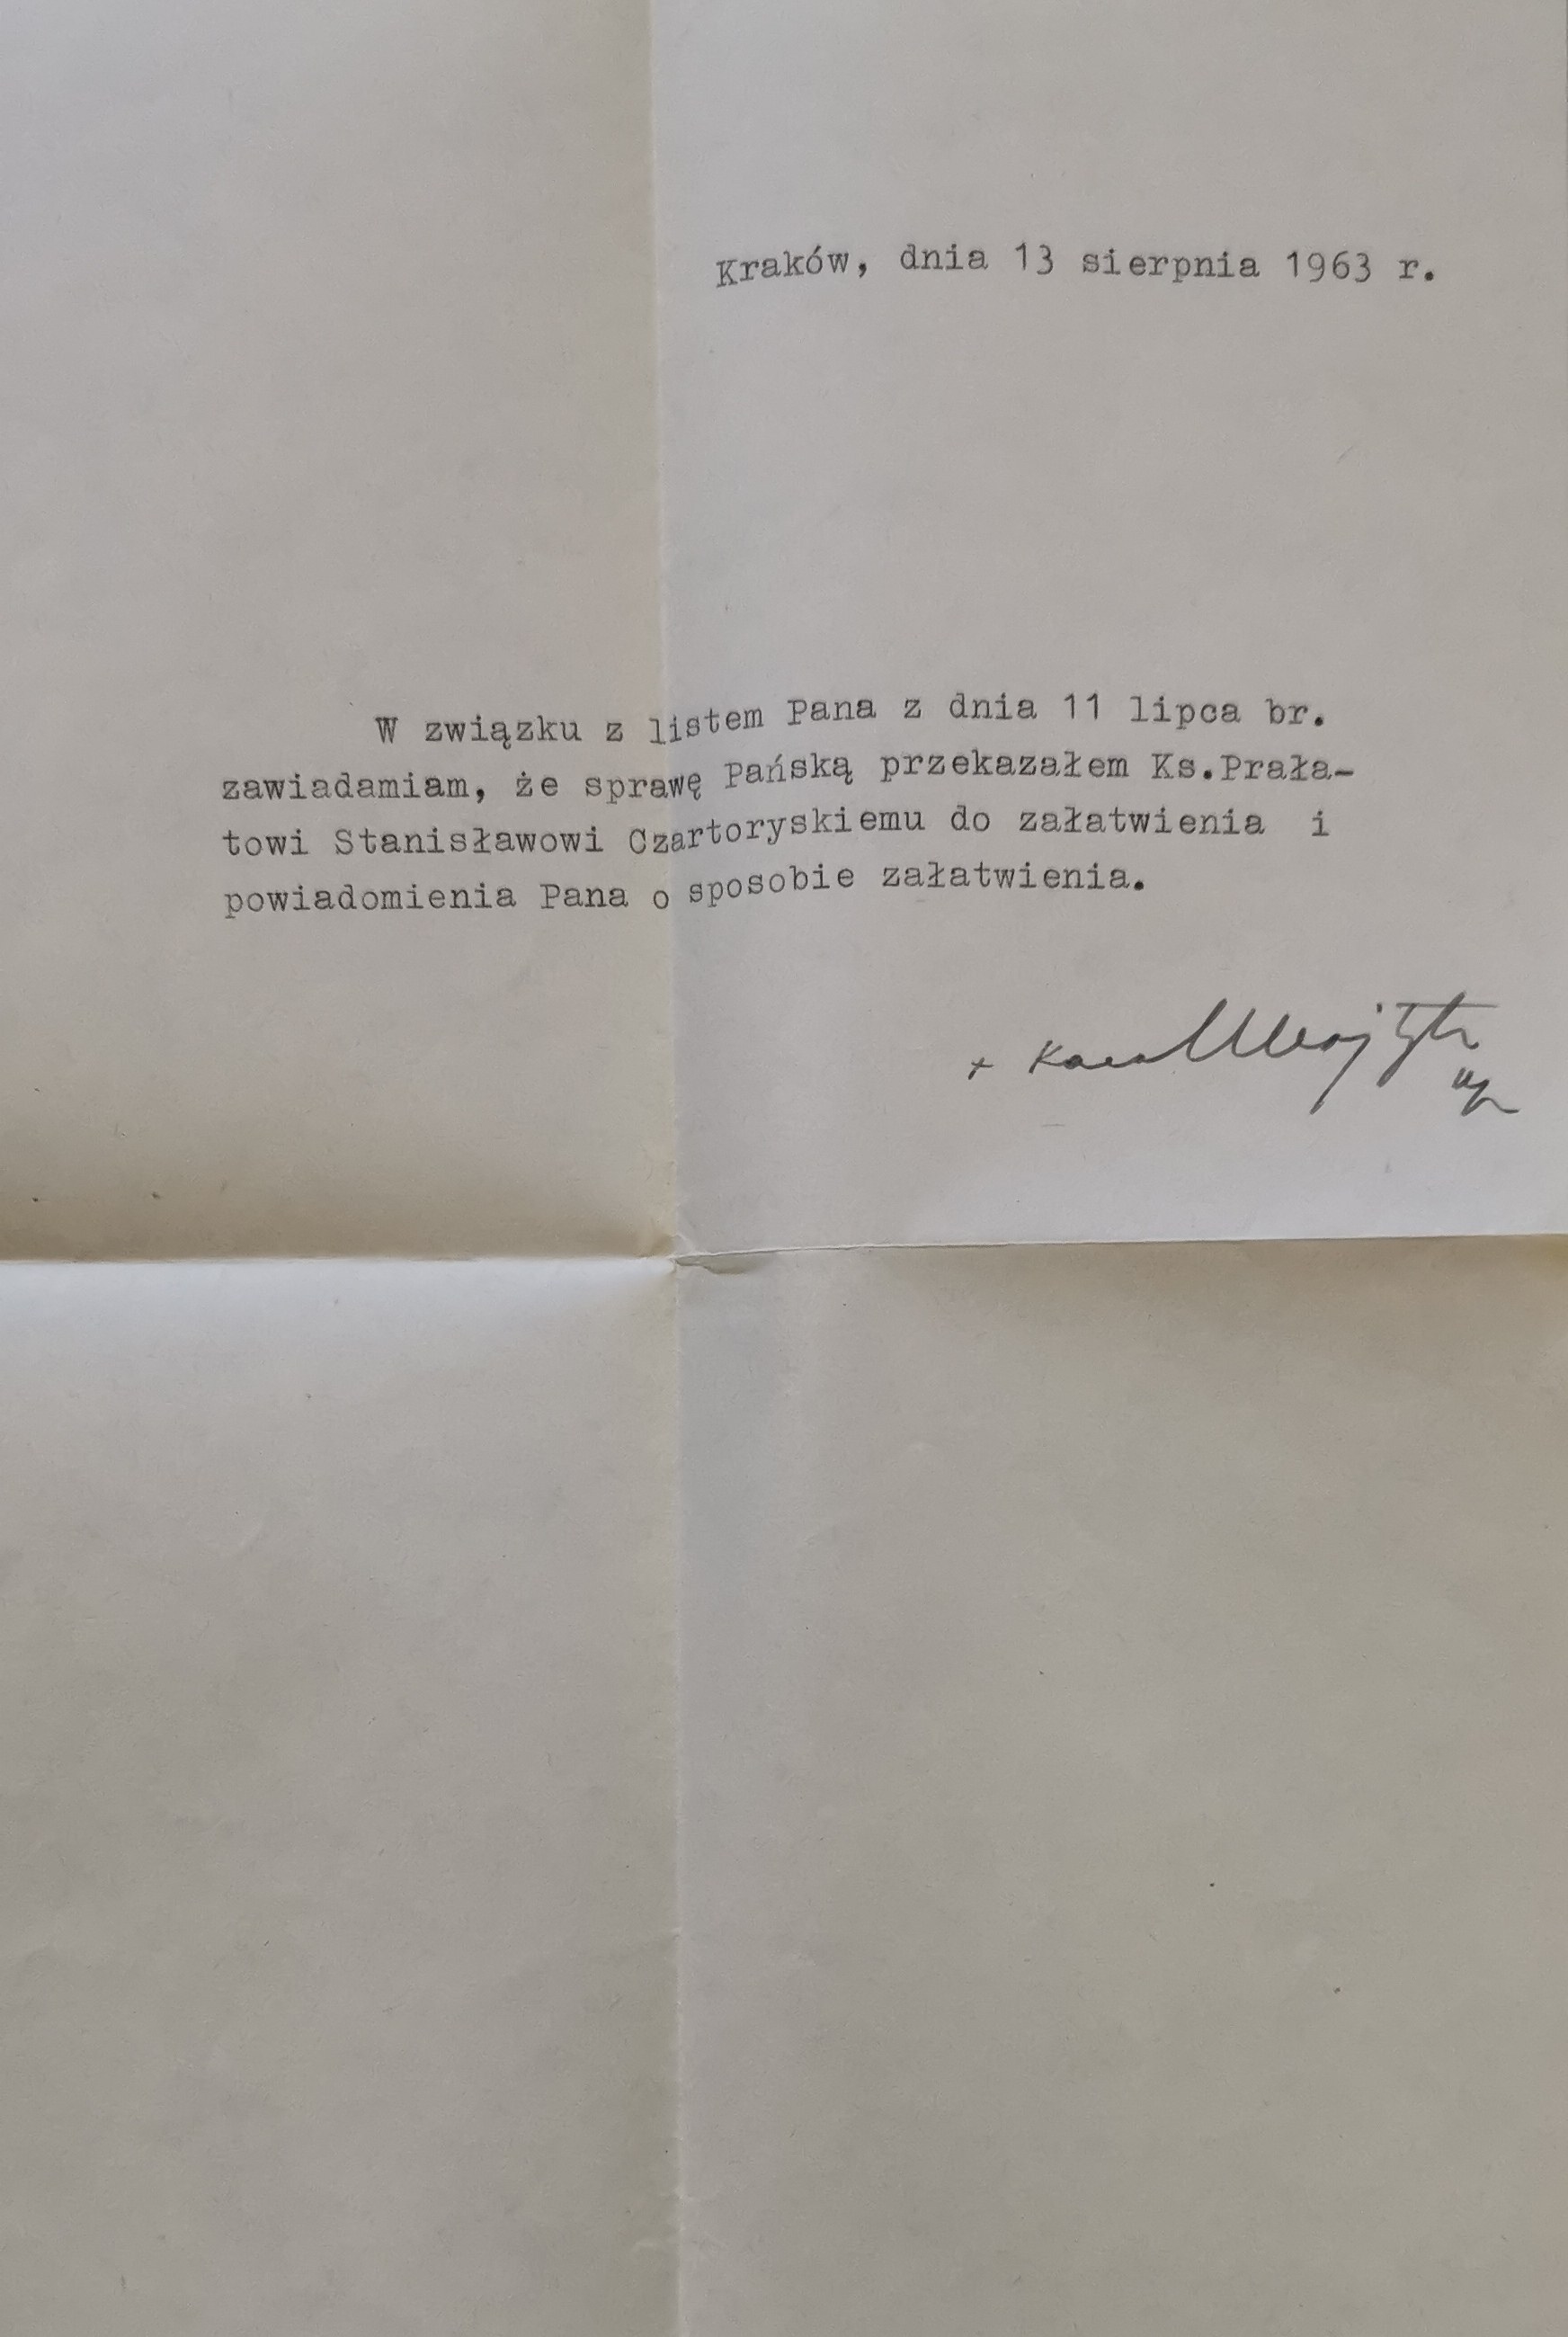 Kraków, dnia 13 sierpnia 1963 r.
W związku z listem Pana z dnia 11 lipca br.
zawiadamiam, że sprawę Pańską przekazałem Ks.Prała-
towi Stanisławowi Czartoryskiemu do załatwienia i
powiadomienia Pana o sposobie załatwienia.
+ Karol Wojtyła